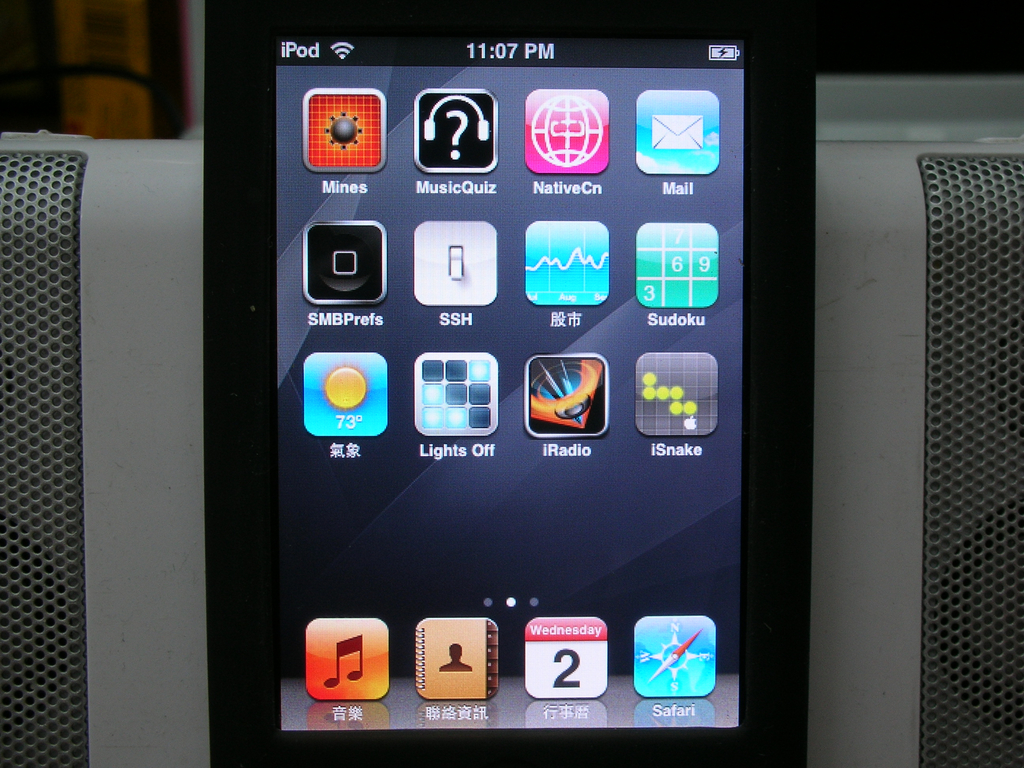 iPod 11:07 PM
Mines MusicQuiz NativeCn Mail
7
6 9
3
Aug
SMBPrefs SSH 股市 Sudoku
73°
氣象 Lights Off iRadio iSnake
Wednesday
2
N
W E
S
音樂 聯絡資訊 行事曆 Safari